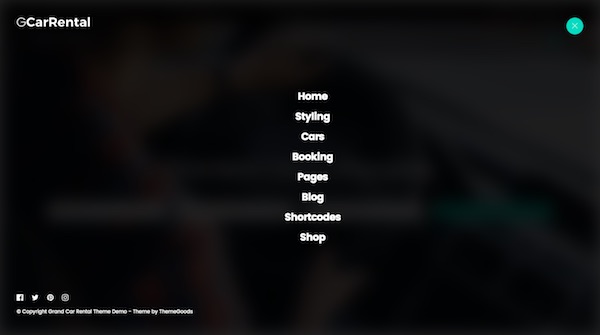 GCarRental
Home
Styling
Cars
Booking
Pages
Blog
Shortcodes
Shop
© Copyright Grand Car Rental Theme Demo - Theme by ThemeGoods